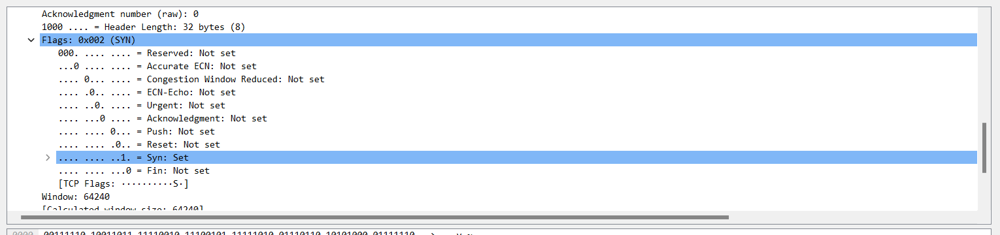 Acknowledgment number (raw): 0
1000 .... = Header Length: 32 bytes (8)
Flags: 0x002 (SYN)
000. .... .... = Reserved: Not set
...0 .... .... = Accurate ECN: Not set
.... 0... .... = Congestion Window Reduced: Not set
.... .0.. .... = ECN-Echo: Not set
.... ..0. .... = Urgent: Not set
.... ...0 .... = Acknowledgment: Not set
.... .... 0... = Push: Not set
.... .... .0.. = Reset: Not set
.... .... ..1. = Syn: Set
.... .... ...0 = Fin: Not set
[TCP Flags: ··········S·]
Window: 64240
[Calculated window size: 64240]
0000 00111110 10011011 11110010 11100101 11111010 01110110 10101000 01111110